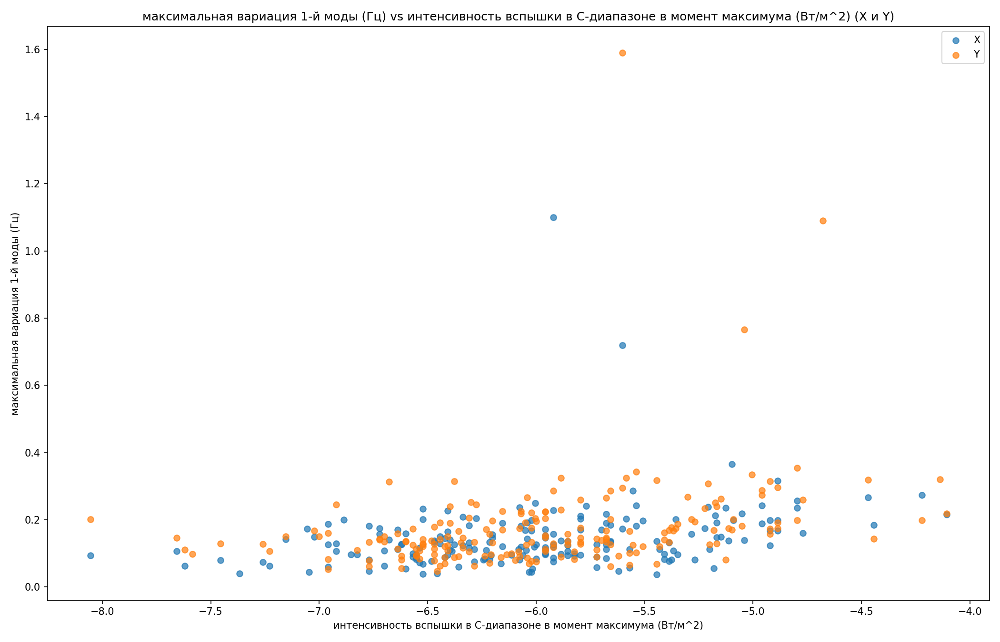 максимальная вариация 1-й моды (Гц) vs интенсивность вспышки в С-диапазоне в момент максимума (Вт/м^2) (X и Y)
X
Y
1.6
1.4
1.2
1.0
0.8
0.6
0.4
0.2
0.0
максимальная вариация 1-й моды (Гц)
−8.0 −7.5 −7.0 −6.5 −6.0 −5.5 −5.0 −4.5 −4.0
интенсивность вспышки в С-диапазоне в момент максимума (Вт/м^2)